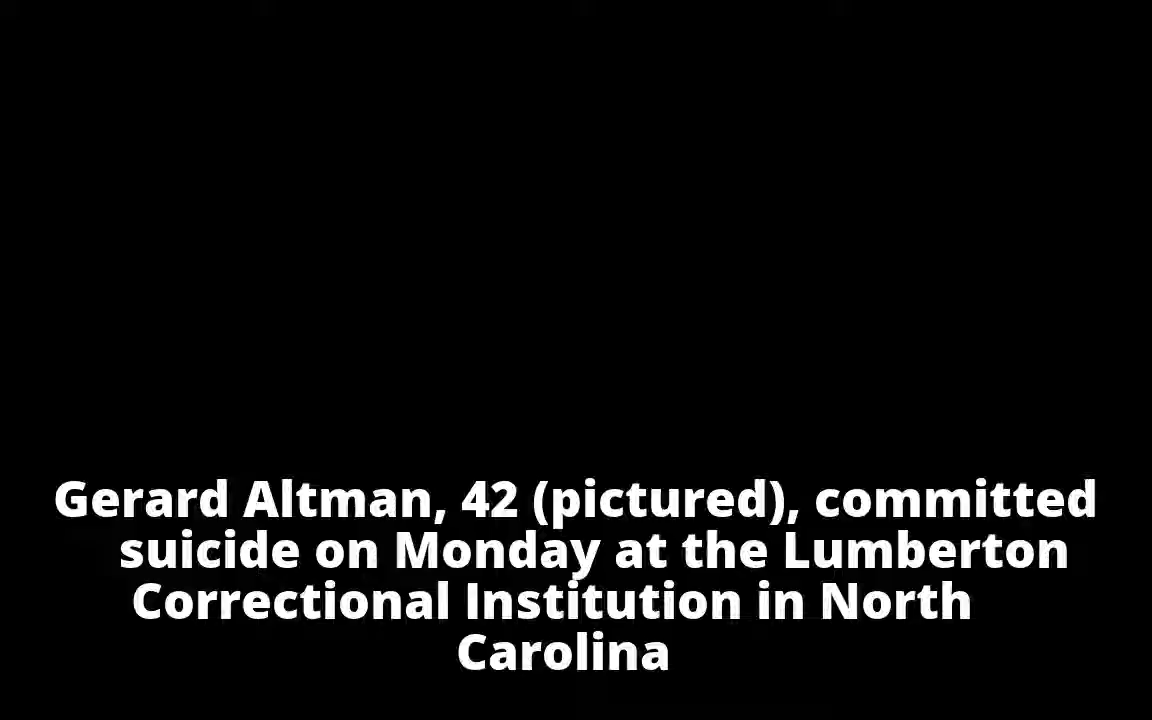 Gerard Altman, 42 (pictured), committed
suicide on Monday at the Lumberton
Correctional Institution in North
Carolina